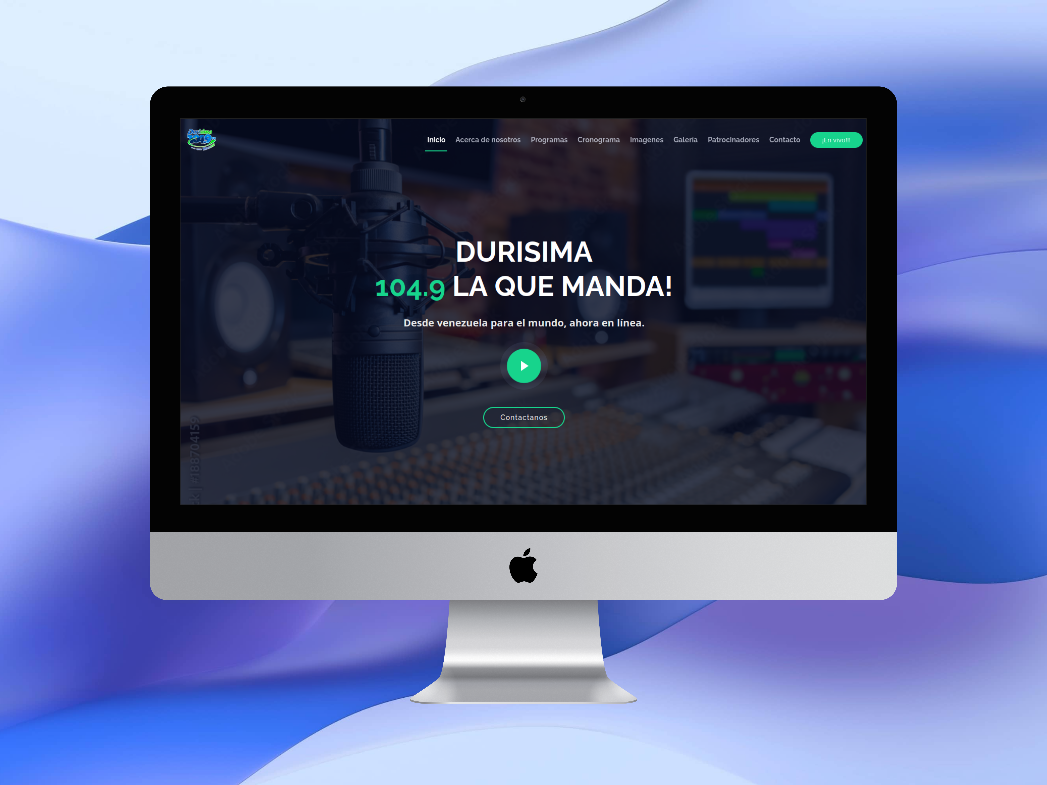 Inicio
Acerca de nosotros
Programas
Cronograma
Imagenes
Galeria
Patrocinadores
Contacto
¡En vivo!!
DURISIMA
104.9 LA QUE MANDA!
Desde venezuela para el mundo, ahora en línea.
Contactanos